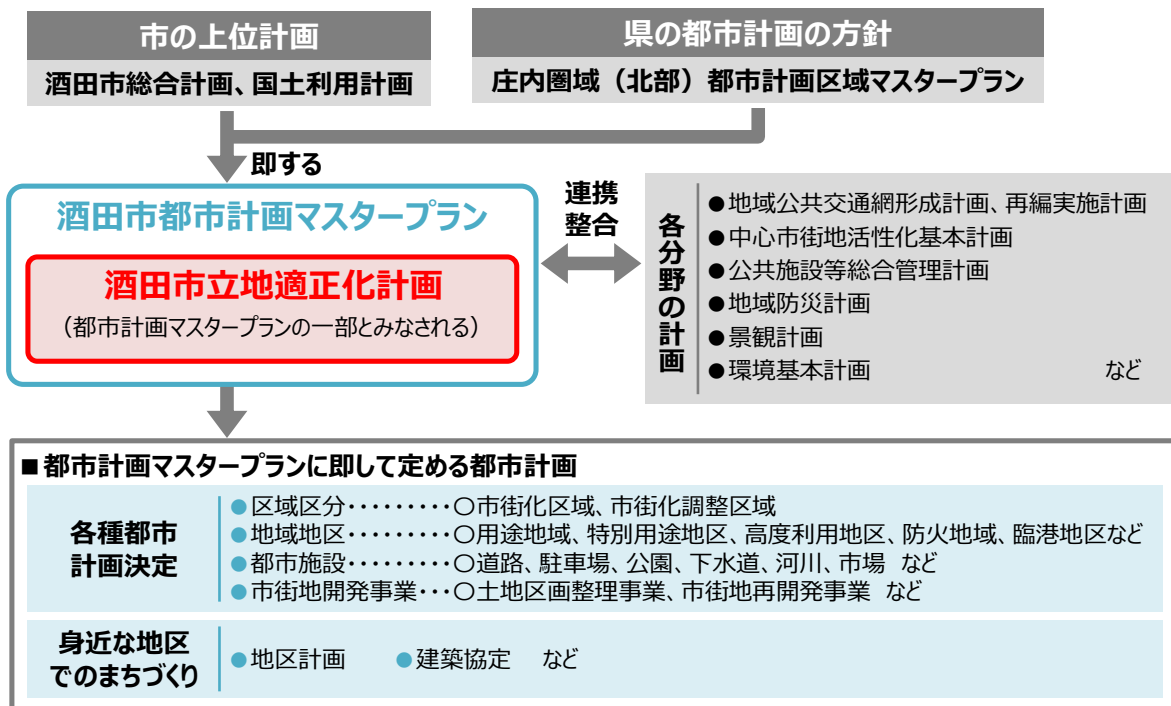 市の上位計画
酒田市総合計画、国土利用計画
県の都市計画の方針
庄内圏域（北部）都市計画区域マスタープラン
即する
酒田市都市計画マスタープラン
酒田市立地適正化計画
（都市計画マスタープランの一部とみなされる）
連携
整合
各分野の計画
●地域公共交通網形成計画、再編実施計画
●中心市街地活性化基本計画
●公共施設等総合管理計画
●地域防災計画
●景観計画
●環境基本計画 など
■都市計画マスタープランに即して定める都市計画
各種都市
計画決定
●区域区分･････････○市街化区域、市街化調整区域
●地域地区･････････○用途地域、特別用途地区、高度利用地区、防火地域、臨港地区など
●都市施設･････････○道路、駐車場、公園、下水道、河川、市場 など
●市街地開発事業･･･○土地区画整理事業、市街地再開発事業 など
身近な地区
でのまちづくり
●地区計画 ●建築協定 など